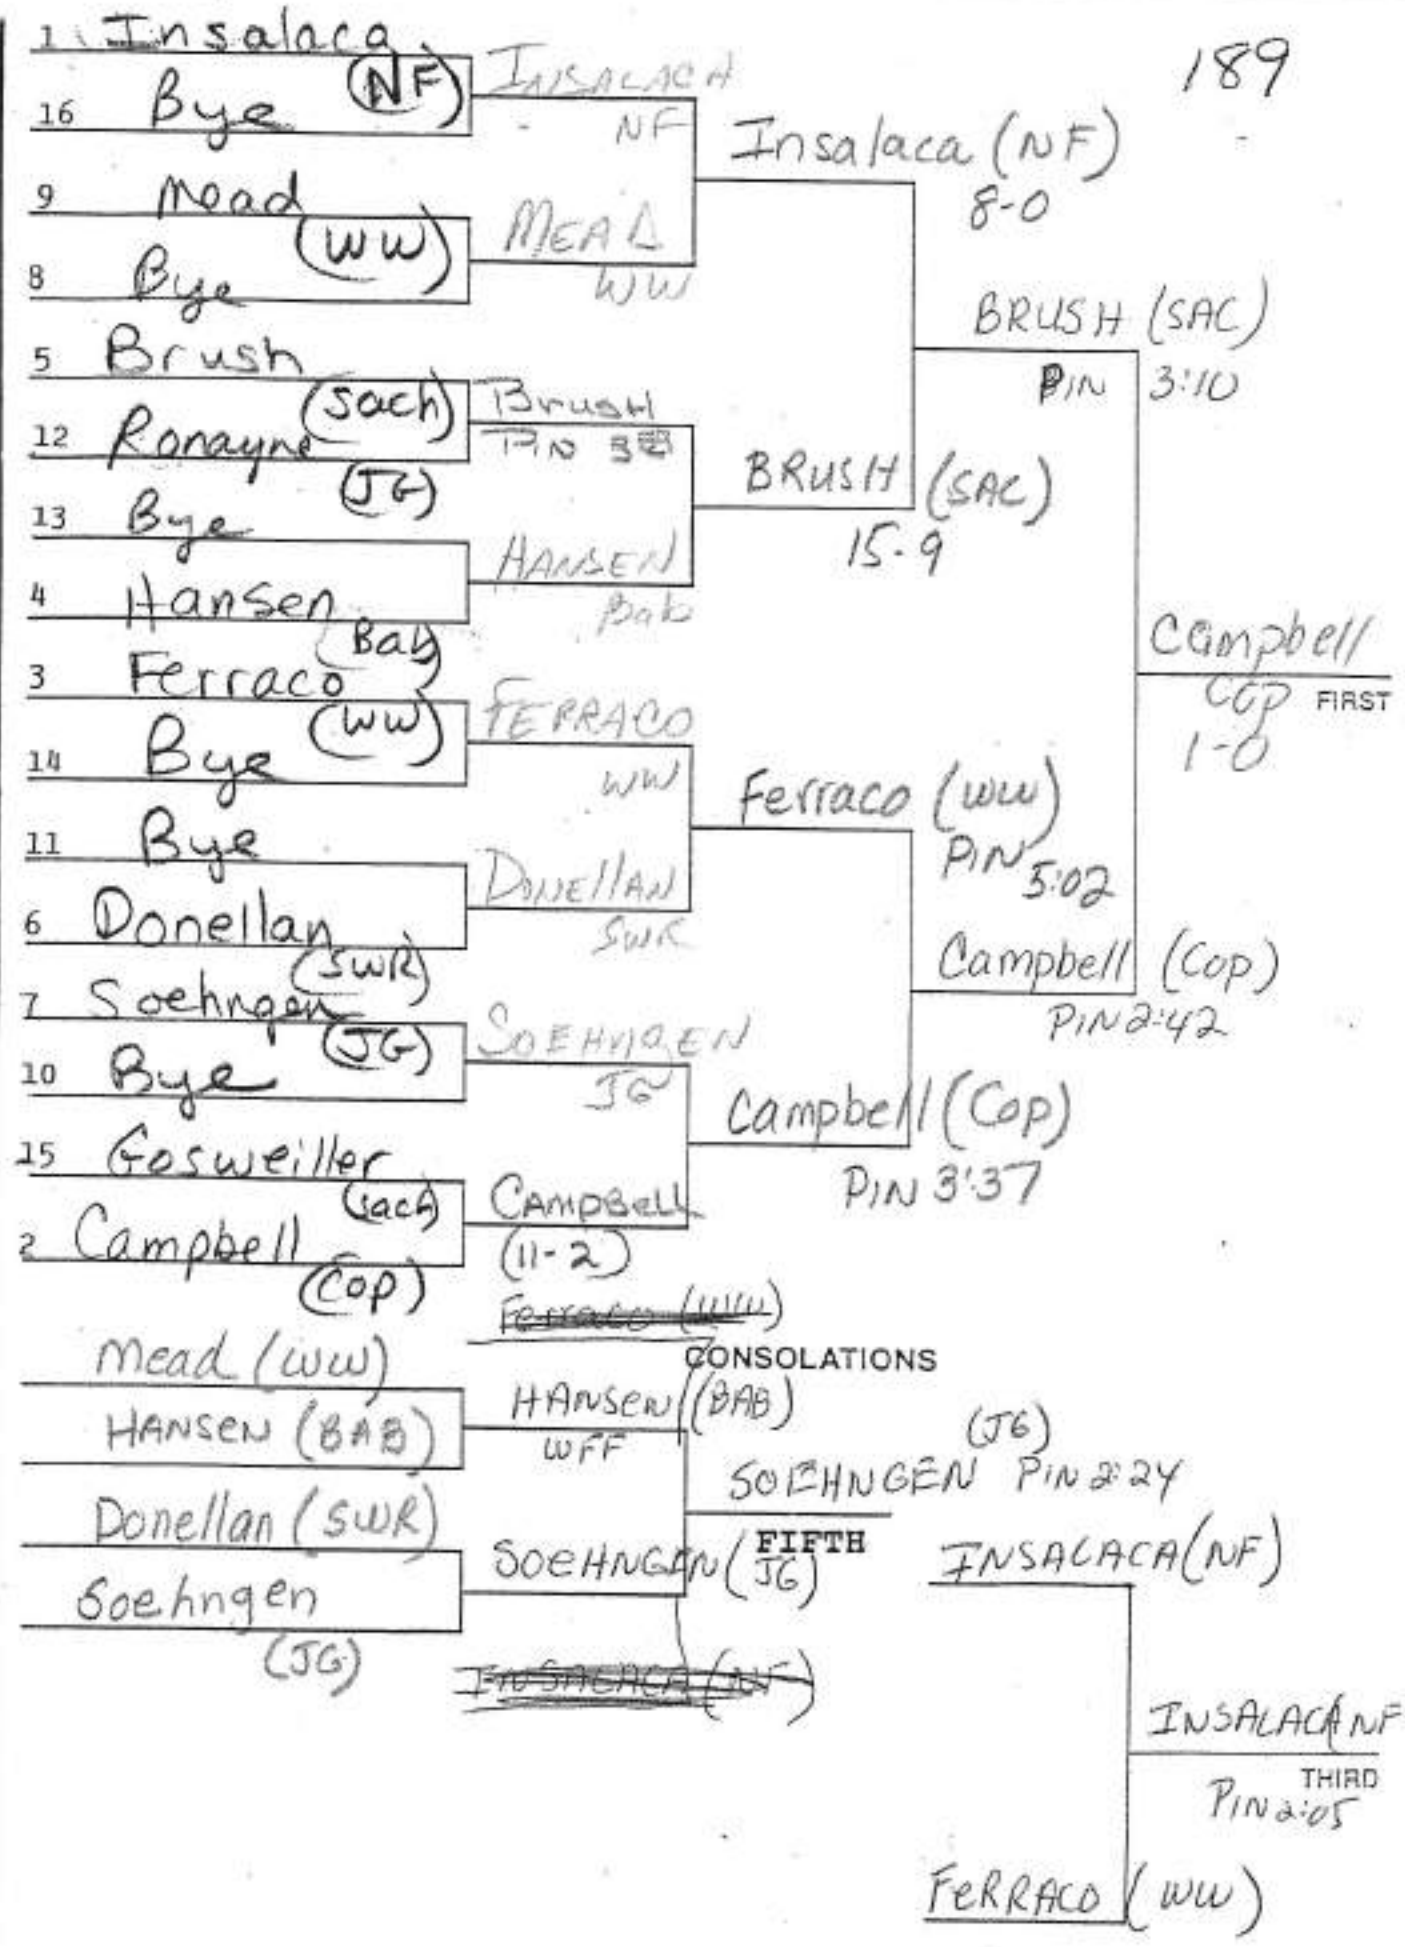 189
1 Insalaca
(NF)
16 Bye
9 Mead
(WW)
8 Bye
5 Brush
(Sach)
12 Ronayne
(JG)
13 Bye
4 Hansen
(Bab)
3 Ferraco
(WW)
14 Bye
11 Bye
6 Donellan
(SWR)
7 Soehngen
(JG)
10 Bye
15 Gosweiller
(Sach)
2 Campbell
(Cop)
INSALACA
NF
MEAD
WW
Brush
PIN
HANSEN
Bab
FERRACO
WW
DONEllAN
SWR
SOEHNGEN
JG
CAMPBELL
(11-2)
Insalaca (NF)
8-0
BRUSH (SAC)
15-9
Ferraco (WW)
PIN 5:02
Campbell (Cop)
PIN 3:37
BRUSH (SAC)
PIN 3:10
Campbell (Cop)
PIN 2:42
Campbell
Cop FIRST
1-0
Ferraco (WW)
CONSOLATIONS
Mead (WW)
HANSEN (BAB)
Donellan (SWR)
Soehngen
(JG)
HANSEN (BAB)
WFF
SOEHNGEN (JG)
INSALACA (NF)
(JG)
SOEHNGEN PIN 2:24
FIFTH
INSALACA (NF)
FERRACO (WW)
INSALACA NF
THIRD
PIN 2:05